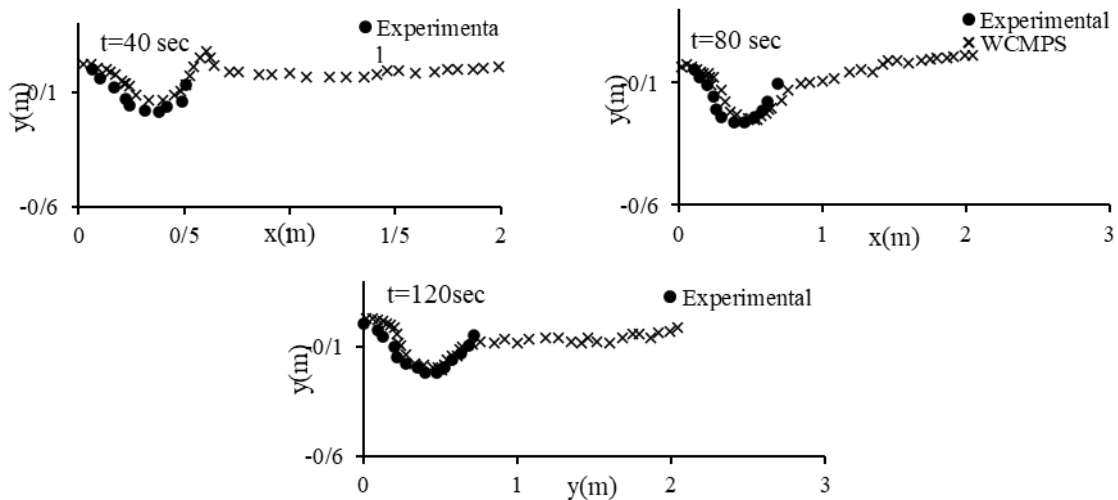 t=40 sec
Experimenta
l
y(m)
-0/1
-0/6
0
0/5
1
1/5
2
x(m)
t=80 sec
Experimental
WCMPS
y(m)
-0/1
-0/6
0
1
2
3
x(m)
t=120sec
Experimental
y(m)
-0/1
-0/6
0
1
2
3
y(m)